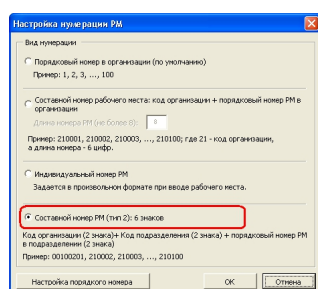 Настройка нумерации РМ
Вид нумерации
Порядковый номер в организации (по умолчанию)
Пример: 1, 2, 3, ..., 100
Составной номер рабочего места: код организации + порядковый номер РМ в
организации
Длина номера РМ (не более 8): 8
Пример: 210001, 210002, 210003, ..., 210100; где 21 - код организации,
а длина номера - 6 цифр.
Индивидуальный номер РМ
Задается в произвольном формате при вводе рабочего места.
Составной номер РМ (тип 2): 6 знаков
Код организации (2 знака)+ Код подразделения (2 знака) + порядковый номер РМ
в подразделении (2 знака)
Пример: 00100201, 210002, 210003, ..., 210100
Настройка порядкового номера
ОК
Отмена